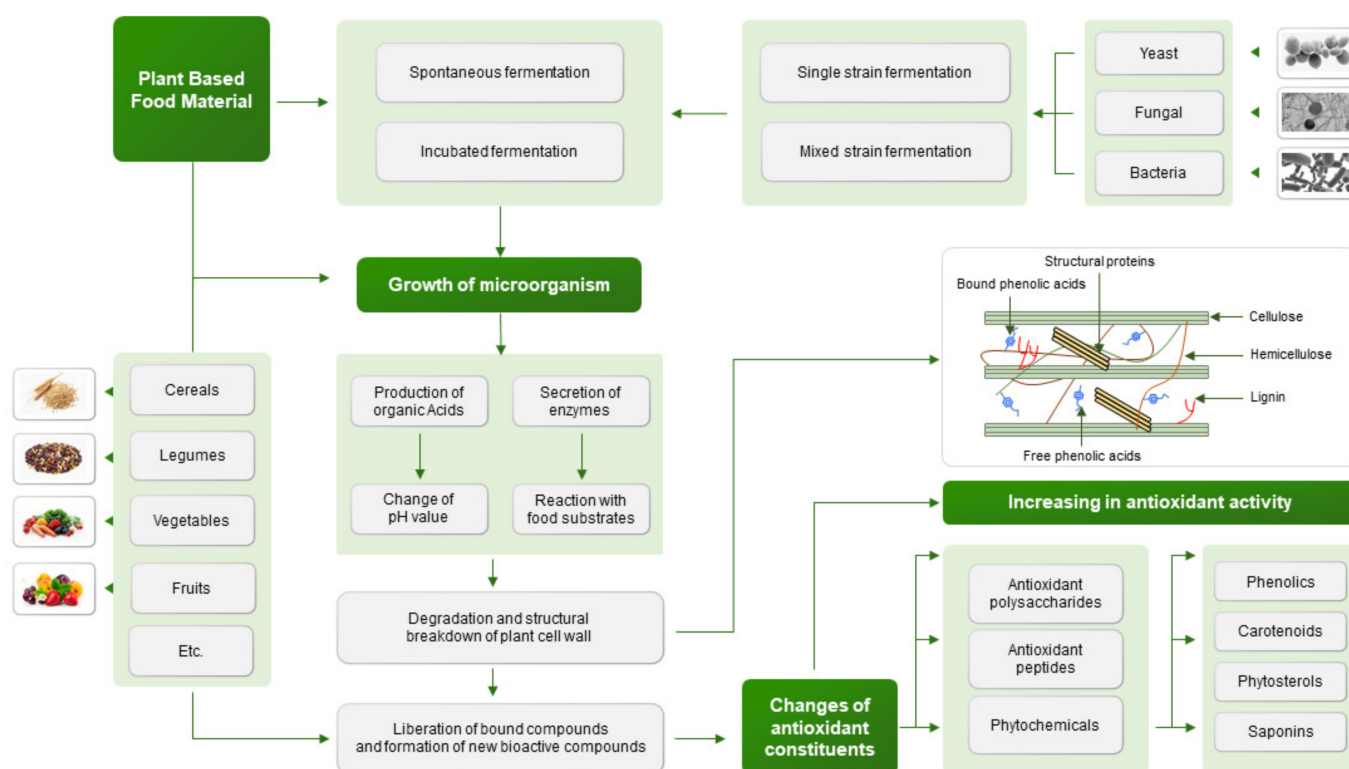 Plant Based
Food Material
Spontaneous fermentation
Incubated fermentation
Single strain fermentation
Mixed strain fermentation
Yeast
Fungal
Bacteria
Growth of microorganism
Structural proteins
Bound phenolic acids
Cellulose
Hemicellulose
Lignin
Free phenolic acids
Cereals
Legumes
Vegetables
Fruits
Etc.
Production of
organic Acids
Secretion of
enzymes
Change of
pH value
Reaction with
food substrates
Degradation and structural
breakdown of plant cell wall
Liberation of bound compounds
and formation of new bioactive compounds
Changes of
antioxidant
constituents
Increasing in antioxidant activity
Antioxidant
polysaccharides
Antioxidant
peptides
Phytochemicals
Phenolics
Carotenoids
Phytosterols
Saponins